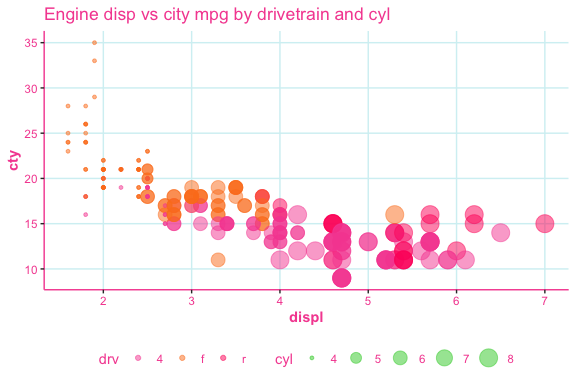 Engine disp vs city mpg by drivetrain and cyl
35
30
25
20
15
10
cty
2 3 4 5 6 7
displ
drv 4 f r cyl 4 5 6 7 8